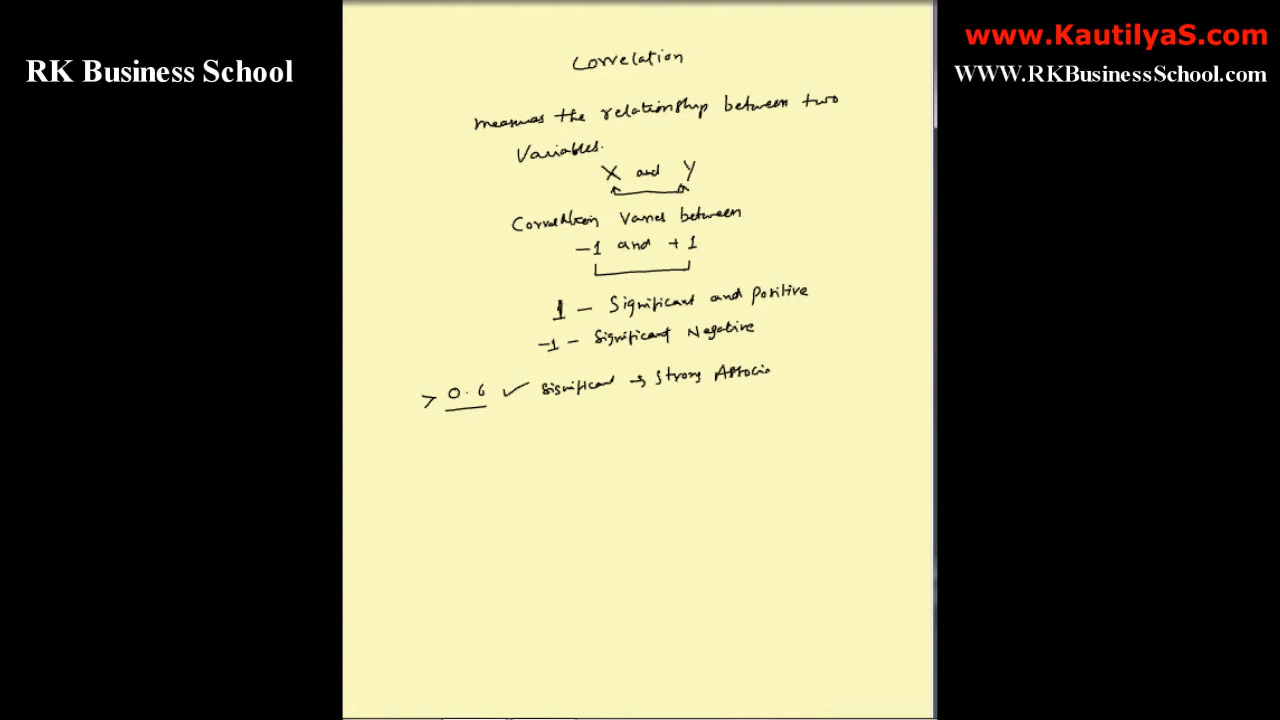 RK Business School
www.KautilyaS.com
WWW.RKBusinessSchool.com
Correlation
measures the relationship between two
Variables.
X and Y
Correlation Varies between
-1 and +1
1 - Significant and Positive
-1 - Significant Negative
> 0.6 ✓ Significant → Strong Associa